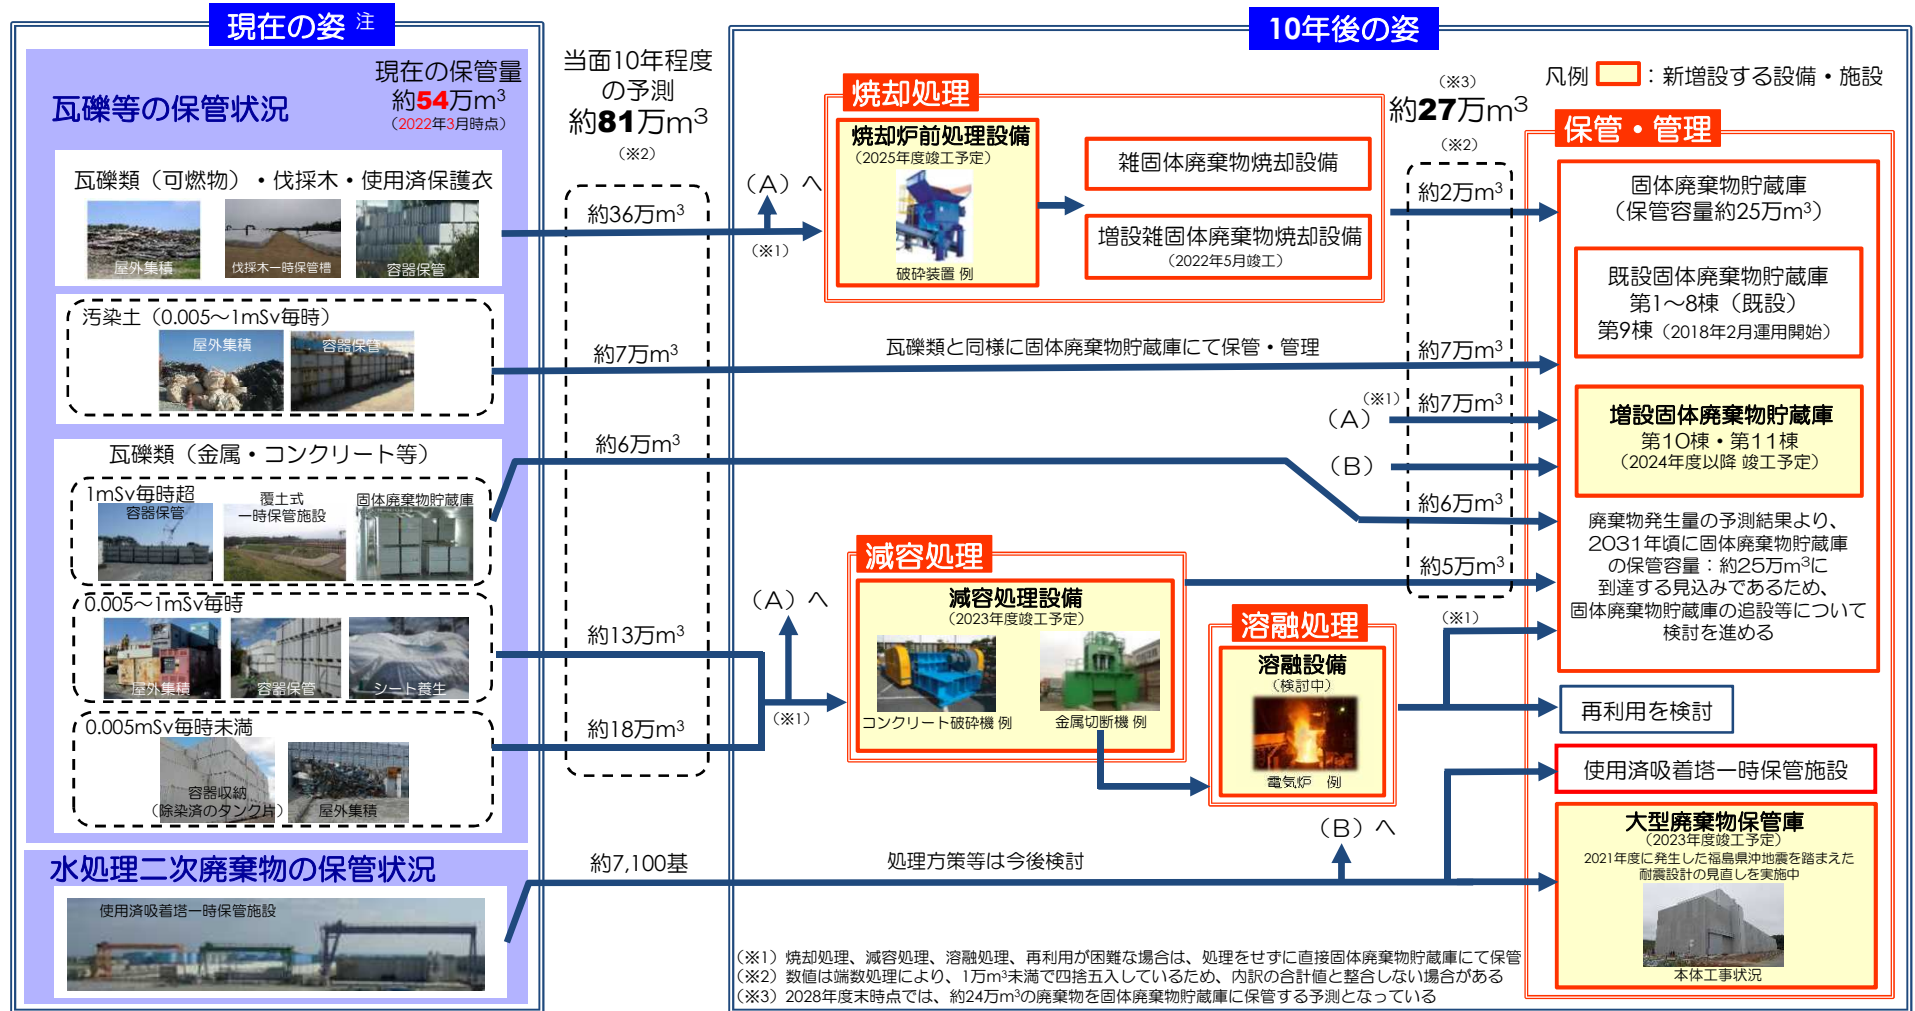 現在の姿 注
瓦礫等の保管状況
現在の保管量
約54万m³
（2022年3月時点）
瓦礫類（可燃物）・伐採木・使用済保護衣
屋外集積
伐採木一時保管槽
容器保管
汚染土（0.005～1mSv毎時）
屋外集積
容器保管
瓦礫類（金属・コンクリート等）
1mSv毎時超
容器保管
覆土式
一時保管施設
固体廃棄物貯蔵庫
0.005～1mSv毎時
屋外集積
容器保管
シート養生
0.005mSv毎時未満
容器収納
（除染済のタンク片）
屋外集積
水処理二次廃棄物の保管状況
使用済吸着塔一時保管施設
当面10年程度
の予測
約81万m³
（※2）
約36万m³
約7万m³
約6万m³
約13万m³
約18万m³
約7,100基
10年後の姿
凡例　：新増設する設備・施設
（A）へ
（※1）
焼却処理
焼却炉前処理設備
（2025年度竣工予定）
破砕装置 例
雑固体廃棄物焼却設備
増設雑固体廃棄物焼却設備
（2022年5月竣工）
瓦礫類と同様に固体廃棄物貯蔵庫にて保管・管理
（A）へ
（※1）
減容処理
減容処理設備
（2023年度竣工予定）
コンクリート破砕機 例
金属切断機 例
溶融処理
溶融設備
（検討中）
電気炉　例
（B）へ
処理方策等は今後検討
（※3）
約27万m³
（※2）
約2万m³
約7万m³
（A）
（※1）
約7万m³
（B）
約6万m³
約5万m³
（※1）
保管・管理
固体廃棄物貯蔵庫
（保管容量約25万m³）
既設固体廃棄物貯蔵庫
第1～8棟（既設）
第9棟（2018年2月運用開始）
増設固体廃棄物貯蔵庫
第10棟・第11棟
（2024年度以降 竣工予定）
廃棄物発生量の予測結果より、
2031年頃に固体廃棄物貯蔵庫
の保管容量：約25万m³に
到達する見込みであるため、
固体廃棄物貯蔵庫の追設等について
検討を進める
再利用を検討
使用済吸着塔一時保管施設
大型廃棄物保管庫
（2023年度竣工予定）
2021年度に発生した福島県沖地震を踏まえた
耐震設計の見直しを実施中
本体工事状況
（※1）焼却処理、減容処理、溶融処理、再利用が困難な場合は、処理をせずに直接固体廃棄物貯蔵庫にて保管
（※2）数値は端数処理により、1万m³未満で四捨五入しているため、内訳の合計値と整合しない場合がある
（※3）2028年度末時点では、約24万m³の廃棄物を固体廃棄物貯蔵庫に保管する予測となっている